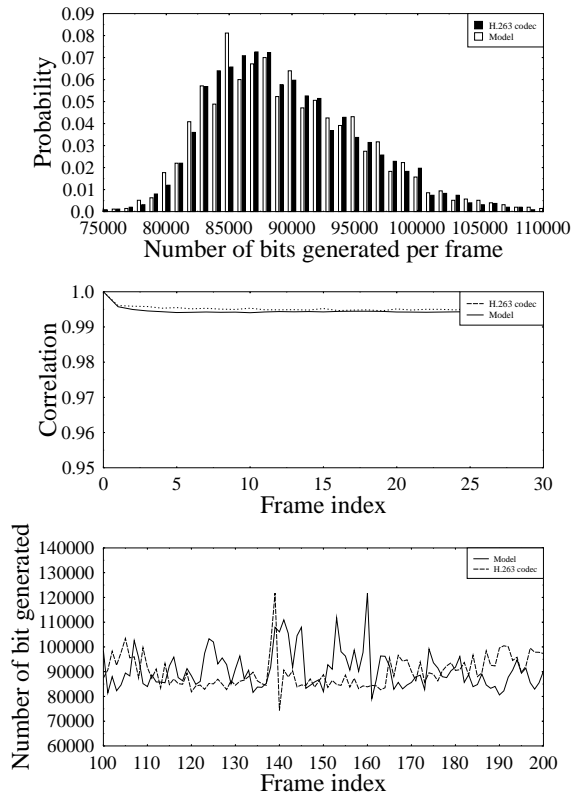 H.263 codec
Model
Probability
0.09
0.08
0.07
0.06
0.05
0.04
0.03
0.02
0.01
0.0
75000 80000 85000 90000 95000 100000 105000 110000
Number of bits generated per frame
H.263 codec
Model
Correlation
1.0
0.99
0.98
0.97
0.96
0.95
0 5 10 15 20 25 30
Frame index
Model
H.263 codec
Number of bit generated
140000
130000
120000
110000
100000
90000
80000
70000
60000
100 110 120 130 140 150 160 170 180 190 200
Frame index